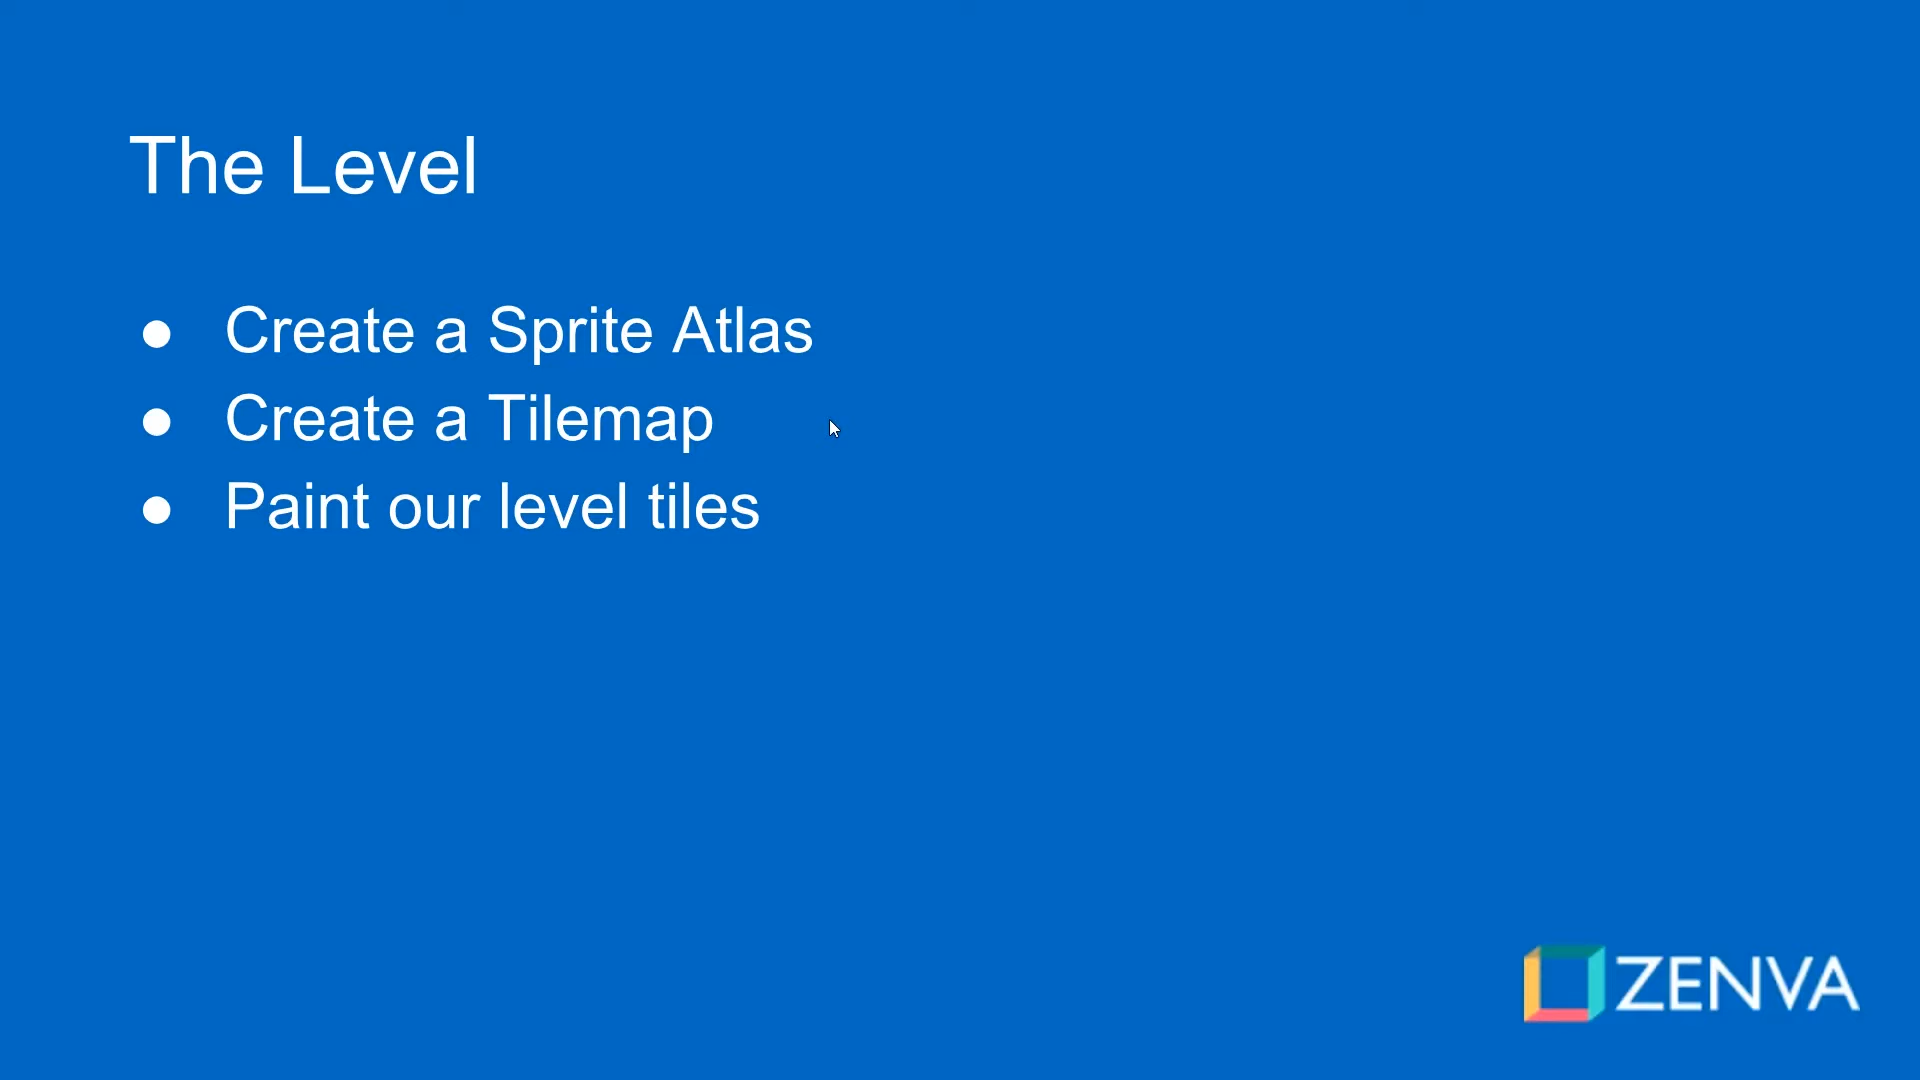 The Level
● Create a Sprite Atlas
● Create a Tilemap
● Paint our level tiles
ZENVA